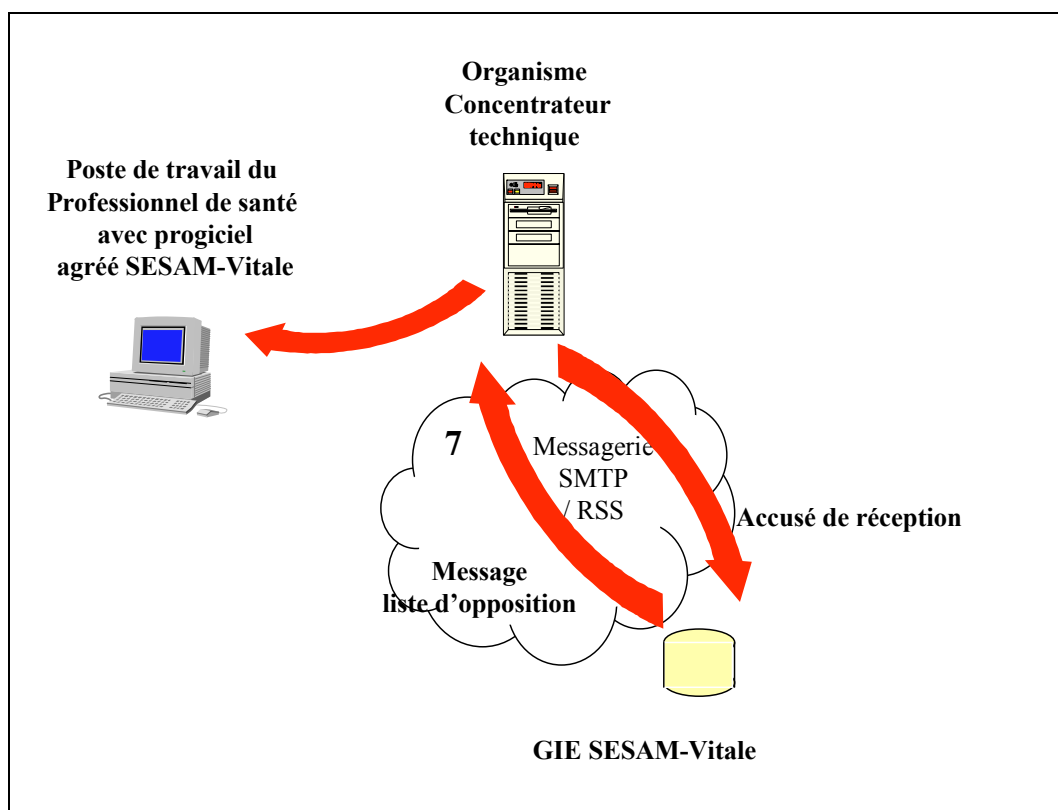 Organisme
Concentrateur
technique
Poste de travail du
Professionnel de santé
avec progiciel
agréé SESAM-Vitale
7
Messagerie
SMTP
/ RSS
Accusé de réception
Message
liste d'opposition
GIE SESAM-Vitale